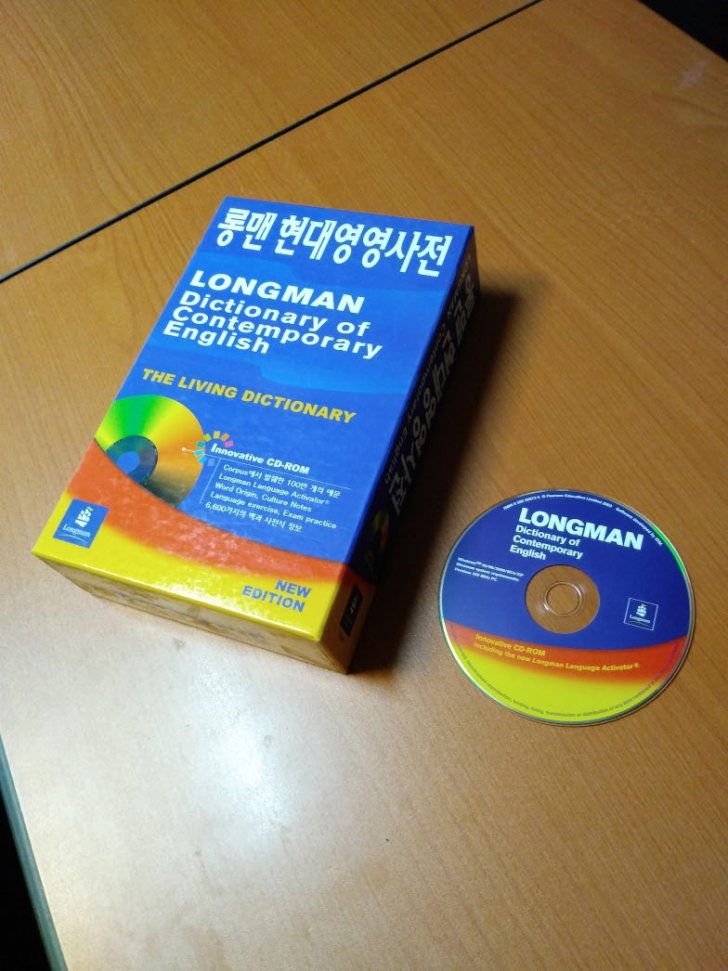 롱맨 현대영영사전
LONGMAN
Dictionary of
Contemporary
English
THE LIVING DICTIONARY
Innovative CD-ROM
Corpus에서 발췌한 100만 개의 예문
Longman Language Activator®
Word Origin, Culture Notes
Language exercise, Exam practice
6,600가지의 백과 사전식 정보
Longman
NEW
EDITION
LONGMAN
Dictionary of
Contemporary
English
Longman
Innovative CD-ROM
Including the new Longman Language Activator®.